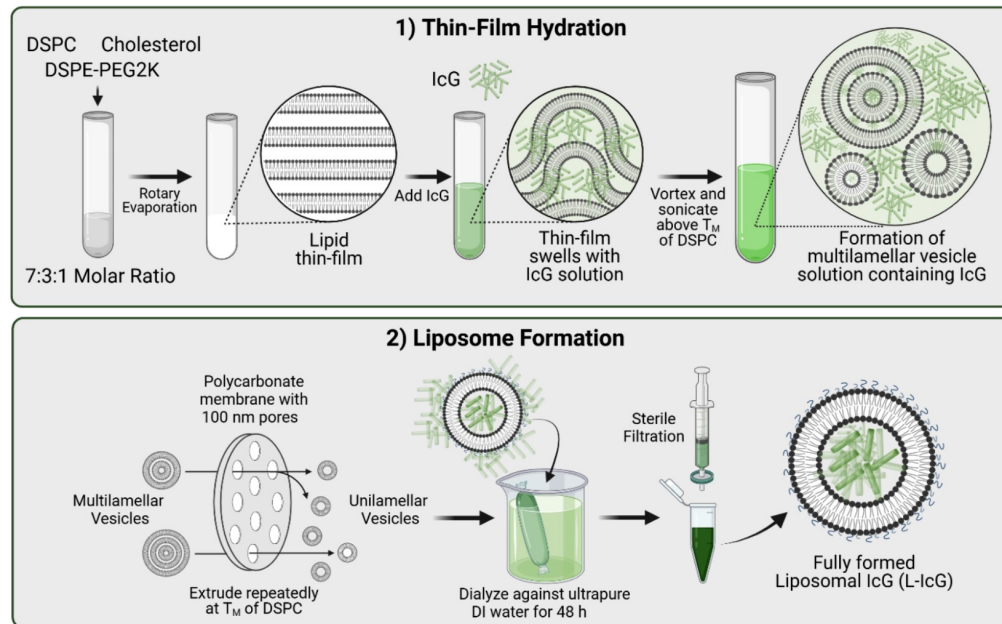 1) Thin-Film Hydration
DSPC Cholesterol
DSPE-PEG2K
7:3:1 Molar Ratio
Rotary
Evaporation
Lipid
thin-film
IcG
Add IcG
Thin-film
swells with
IcG solution
Vortex and
sonicate
above TM
of DSPC
Formation of
multilamellar vesicle
solution containing IcG
2) Liposome Formation
Polycarbonate
membrane with
100 nm pores
Multilamellar
Vesicles
Unilamellar
Vesicles
Extrude repeatedly
at TM of DSPC
Dialyze against ultrapure
DI water for 48 h
Sterile
Filtration
Fully formed
Liposomal IcG (L-IcG)